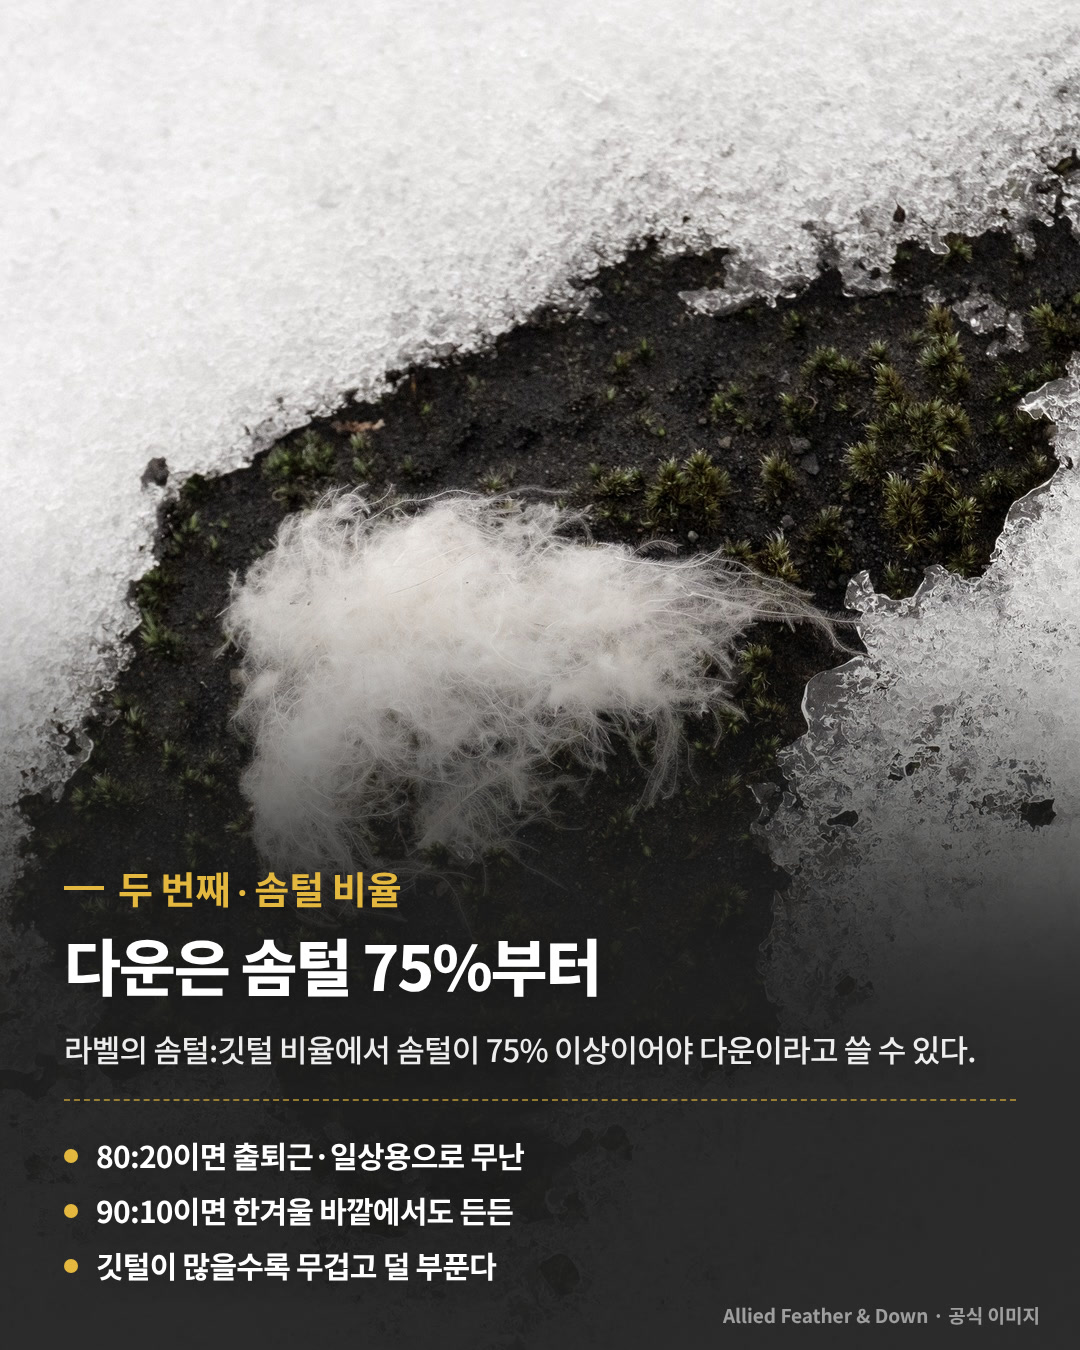 두 번째 · 솜털 비율
다운은 솜털 75%부터
라벨의 솜털:깃털 비율에서 솜털이 75% 이상이어야 다운이라고 쓸 수 있다.
80:20이면 출퇴근·일상용으로 무난
90:10이면 한겨울 바깥에서도 든든
깃털이 많을수록 무겁고 덜 부푼다
Allied Feather & Down · 공식 이미지